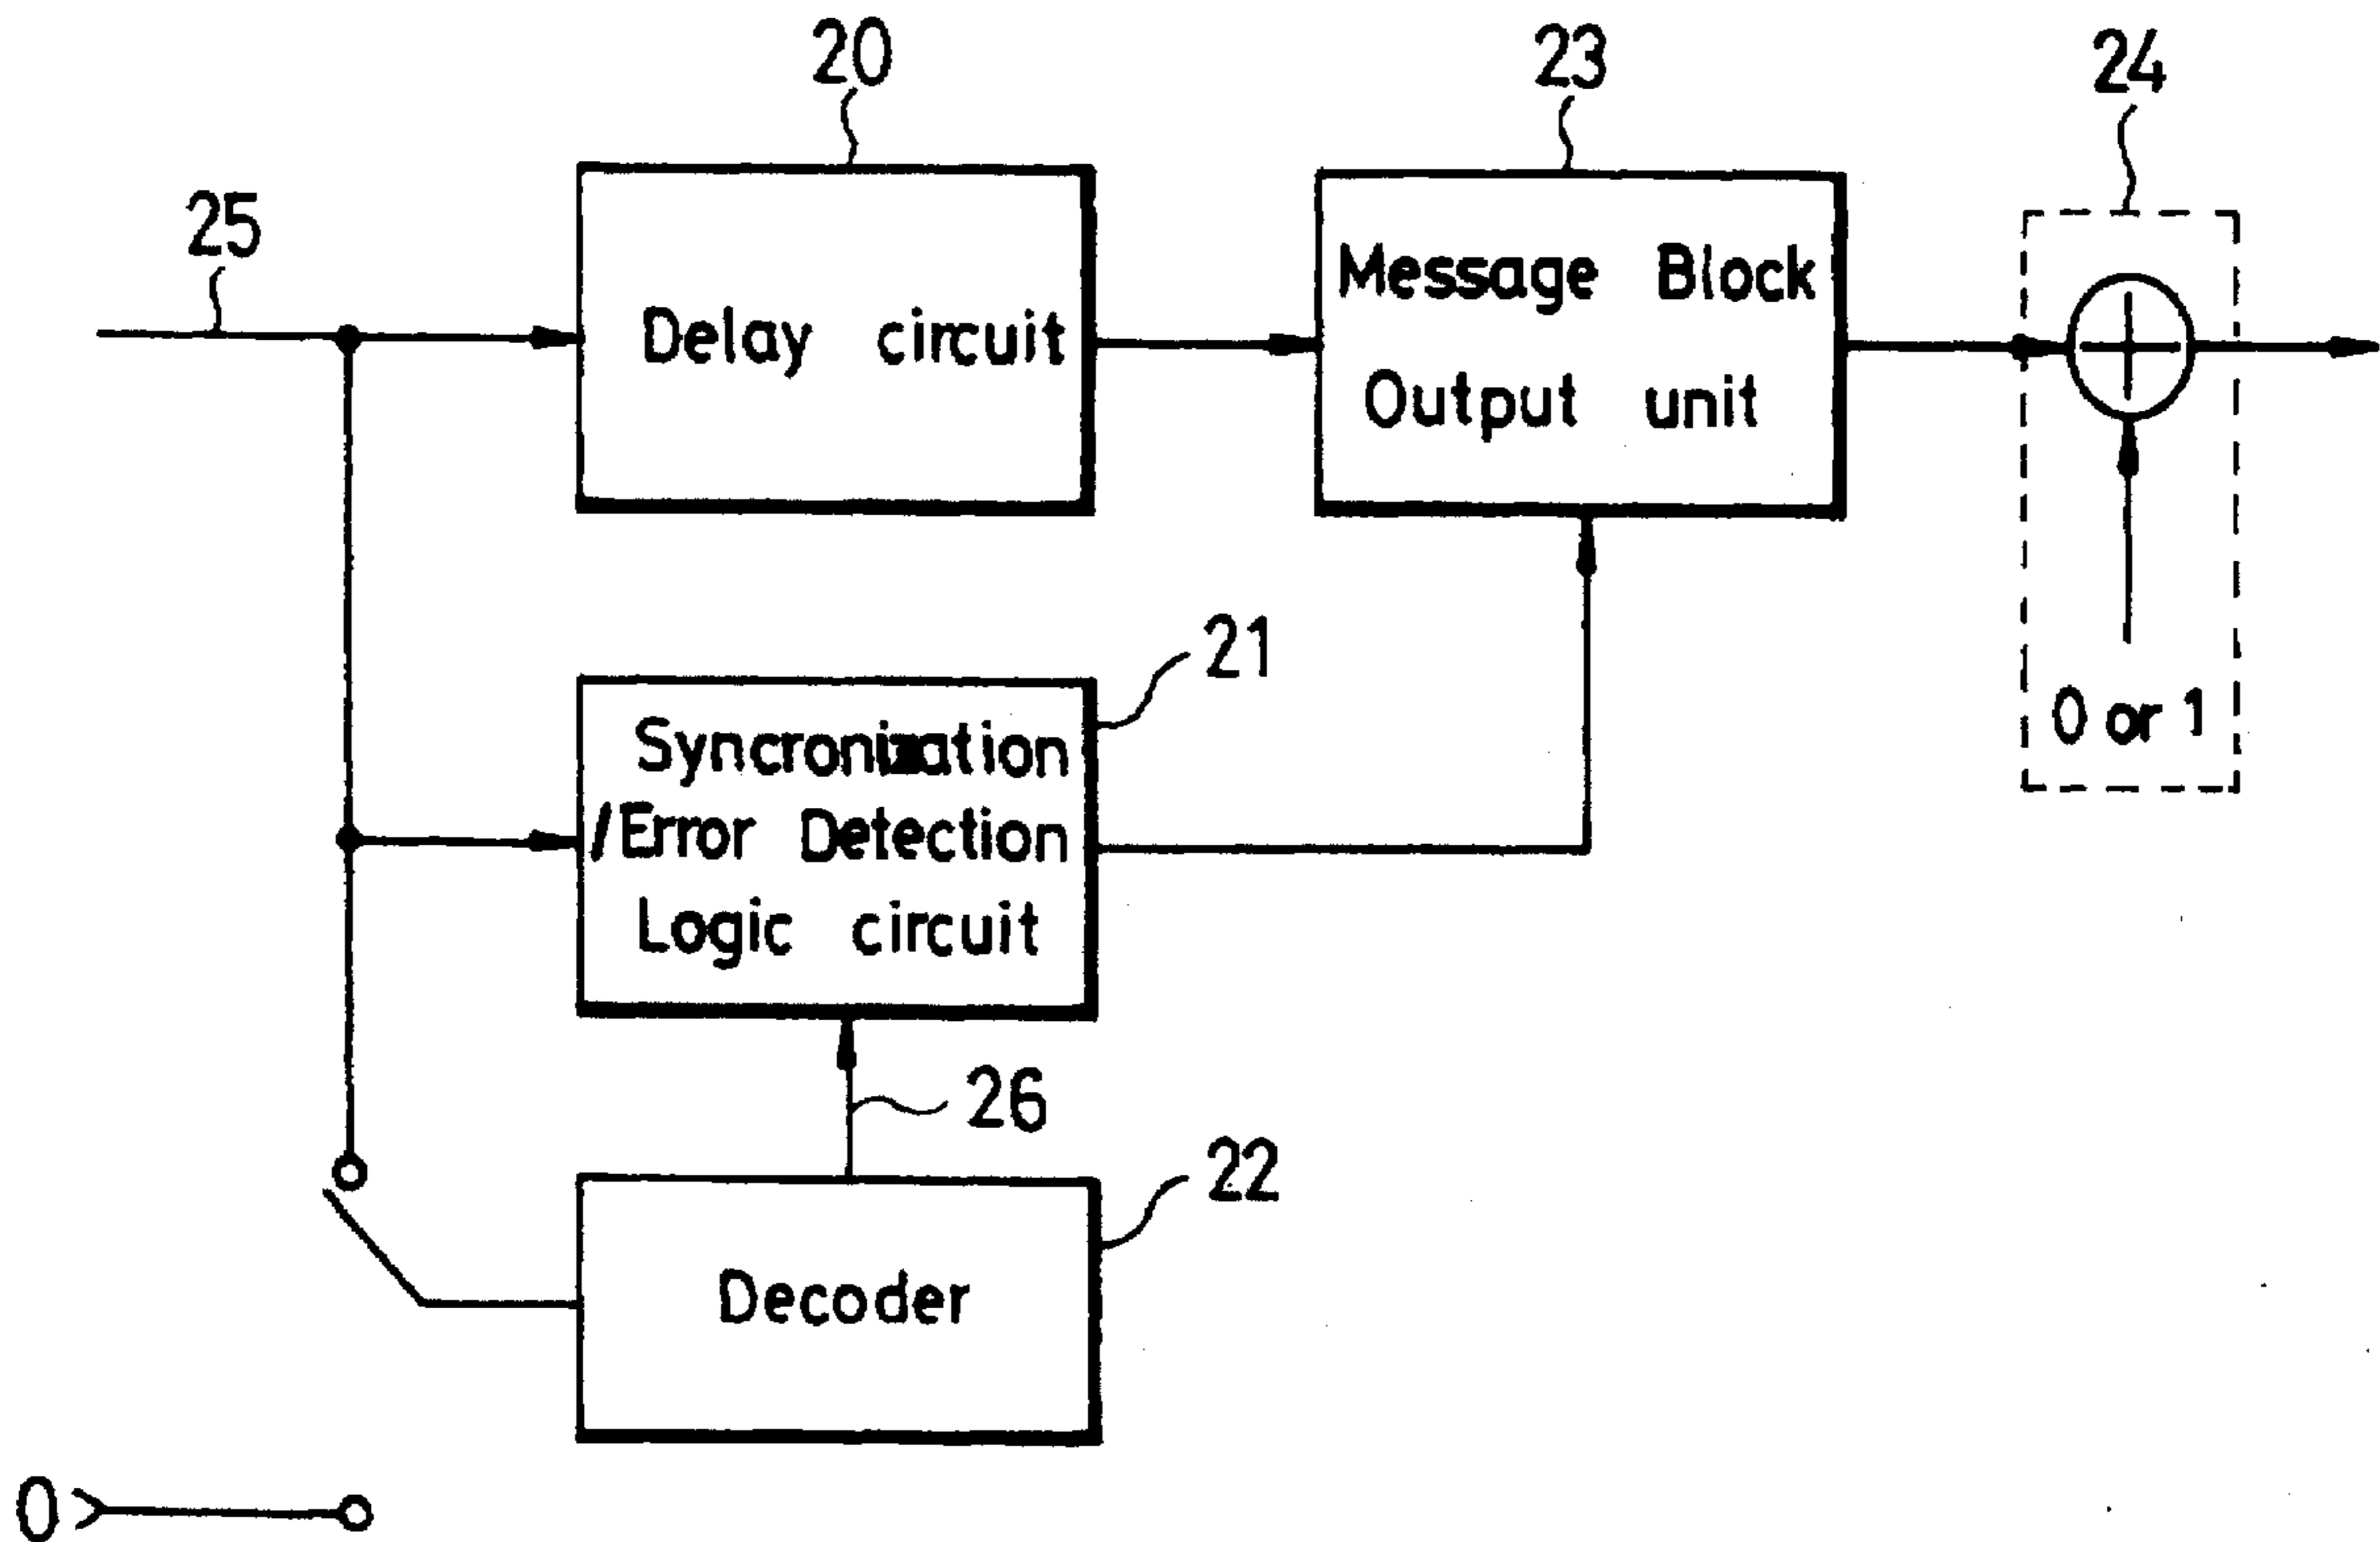 20
23
24
25
Delay circuit
Message Block
Output unit
21
Syncronization
/Error Detection
Logic circuit
0 or 1
26
22
Decoder
0